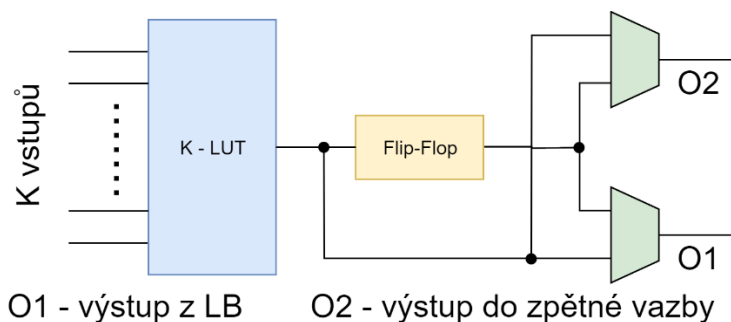 K vstupů
K - LUT
Flip-Flop
O2
O1
O1 - výstup z LB
O2 - výstup do zpětné vazby